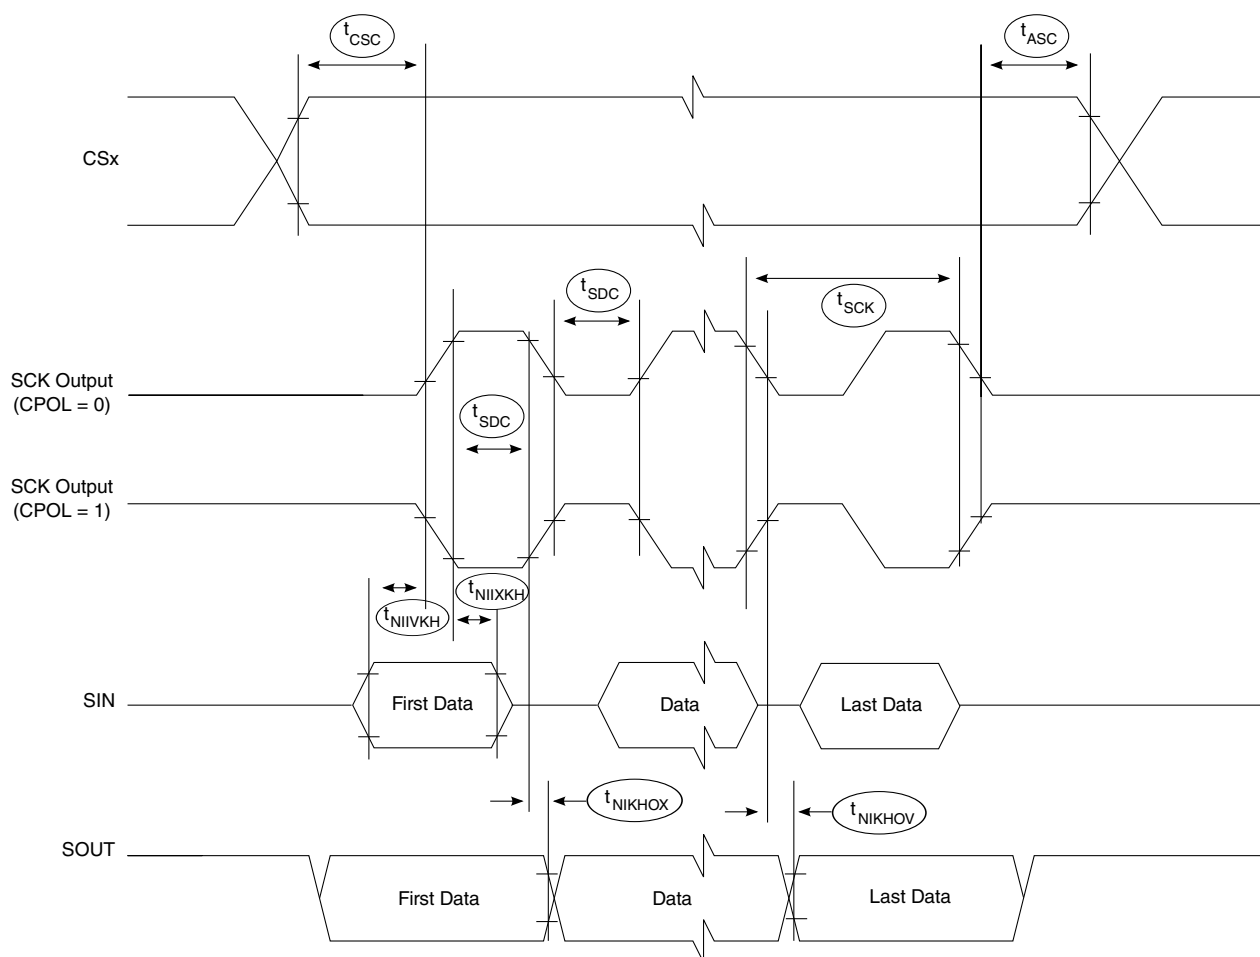 tCSC
tASC
CSx
tSDC
tSCK
SCK Output
(CPOL = 0)
tSDC
SCK Output
(CPOL = 1)
tNIIVKH
tNIIXKH
SIN
First Data
Data
Last Data
tNIKHOX
tNIKHOV
SOUT
First Data
Data
Last Data